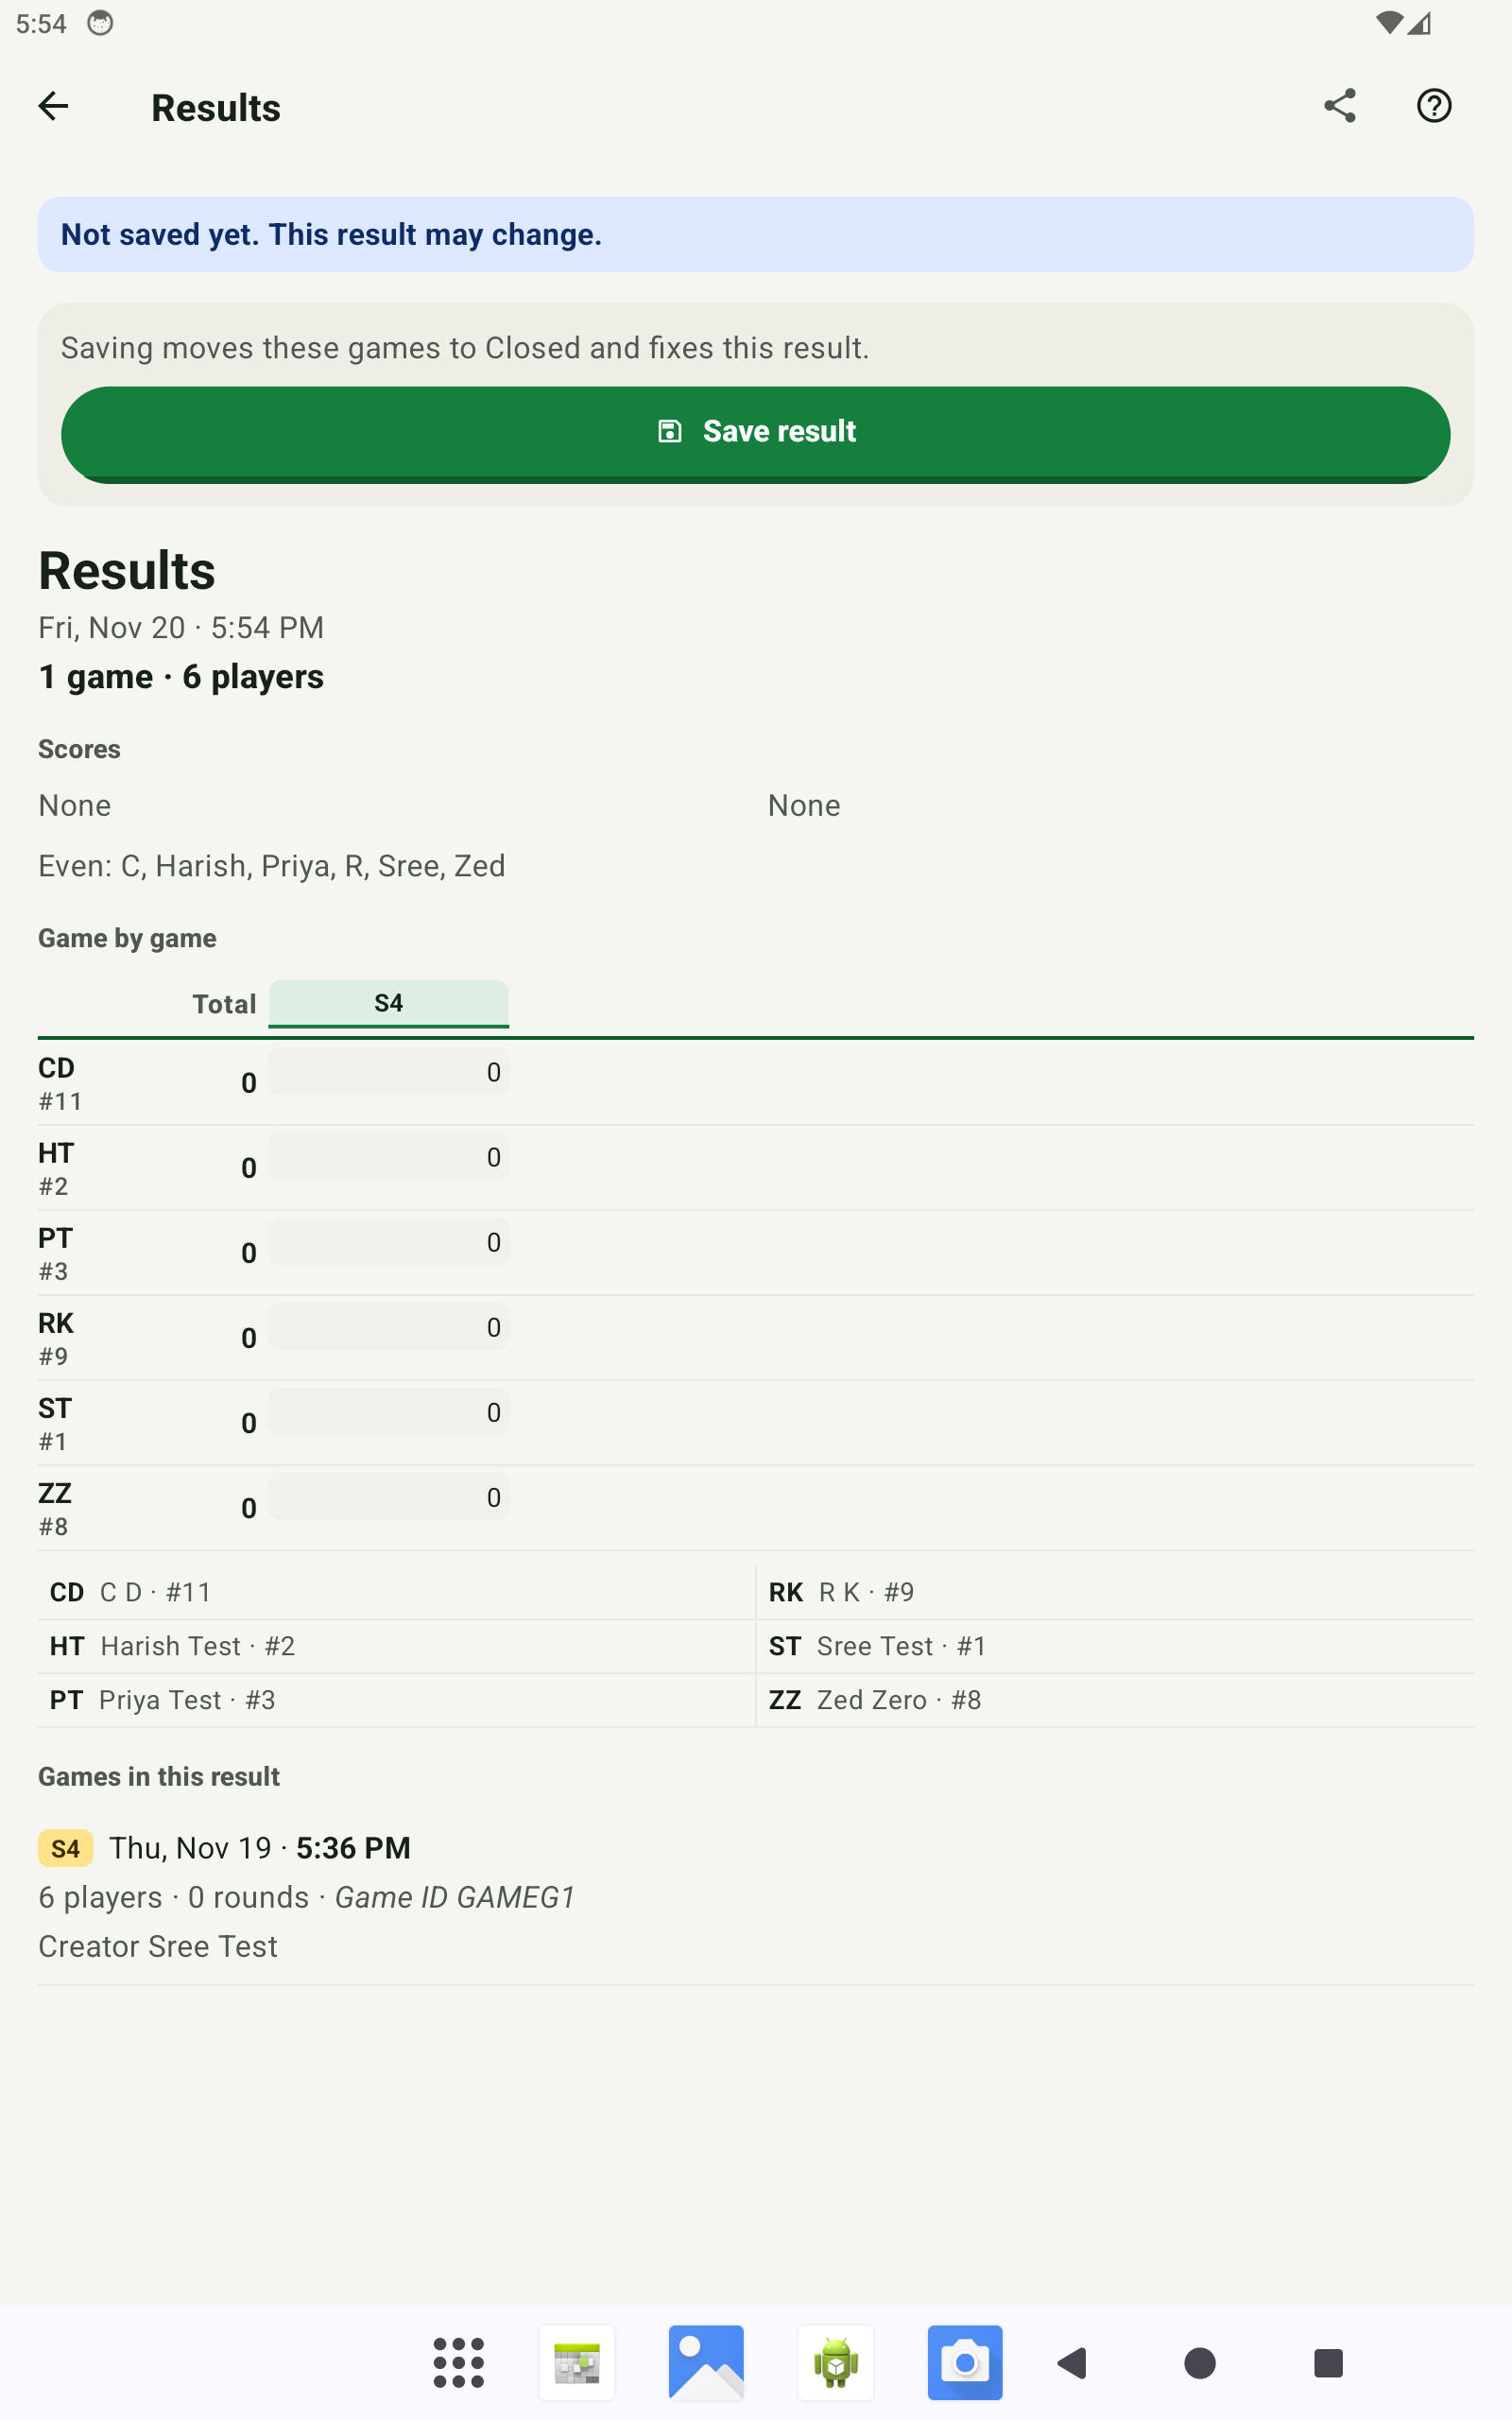 5:54
Results
Not saved yet. This result may change.
Saving moves these games to Closed and fixes this result.
Save result
Results
Fri, Nov 20 · 5:54 PM
1 game · 6 players
Scores
None None
Even: C, Harish, Priya, R, Sree, Zed
Game by game
Total S4
CD 0 0
#11
HT 0 0
#2
PT 0 0
#3
RK 0 0
#9
ST 0 0
#1
ZZ 0 0
#8
CD C D · #11 RK R K · #9
HT Harish Test · #2 ST Sree Test · #1
PT Priya Test · #3 ZZ Zed Zero · #8
Games in this result
S4 Thu, Nov 19 · 5:36 PM
6 players · 0 rounds · Game ID GAMEG1
Creator Sree Test